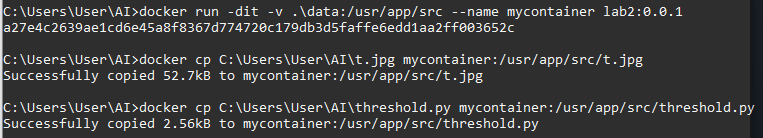 C:\Users\User\AI>docker run -dit -v .\data:/usr/app/src --name mycontainer lab2:0.0.1
a27e4c2639ae1cd6e45a8f8367d774720c179db3d5faffe6edd1aa2ff003652c
C:\Users\User\AI>docker cp C:\Users\User\AI\t.jpg mycontainer:/usr/app/src/t.jpg
Successfully copied 52.7kB to mycontainer:/usr/app/src/t.jpg
C:\Users\User\AI>docker cp C:\Users\User\AI\threshold.py mycontainer:/usr/app/src/threshold.py
Successfully copied 2.56kB to mycontainer:/usr/app/src/threshold.py